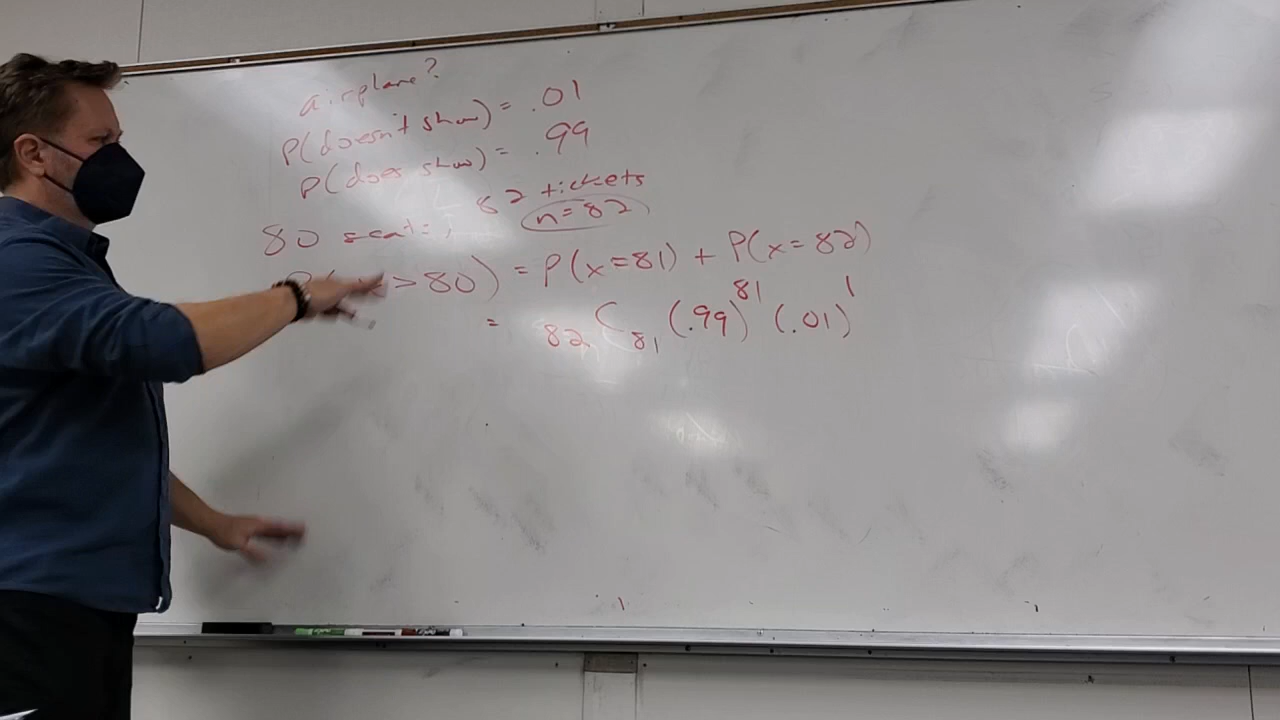 airplane?
P(doesn't show) = .01
P(does show) = .99
80 seats, 82 tickets
n=82
P(x>80) = P(x=81) + P(x=82)
= ₈₂C₈₁ (.99)⁸¹ (.01)¹